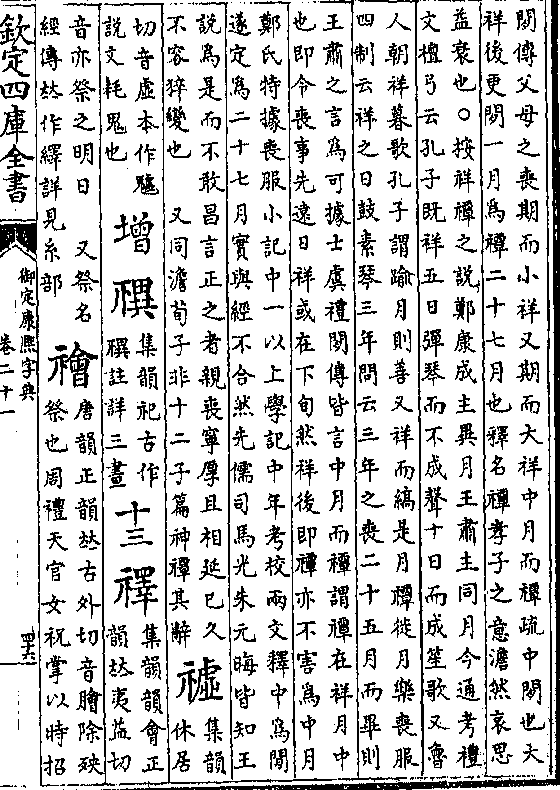 閒傳父母之喪期而小祥又期而大祥中月而禫疏中閒也大
祥後更閒一月爲禫二十七月也釋名禫孝子之意澹然哀思
益衰也○按祥禫之說鄭康成主異月王肅主同月今通考禮
文檀弓云孔子既祥五日彈琴而不成聲十日而成笙歌又魯
人朝祥暮歌孔子謂踰月則善又祥而縞是月禫徙月樂喪服
四制云祥之日鼓素琴三年問云三年之喪二十五月而畢則
王肅之言為可據士虞禮閒傳皆言中月而禫謂禫在祥月中
也即令喪事先遠日祥或在下旬然祥後即禫亦不害為中月
鄭氏特據喪服小記中一以上學記中年考校兩文釋中為閒
遂定為二十七月實與經不合然先儒司馬光朱元晦皆知王
說為是而不敢昌言正之者親喪寧厚且相延已久
不容猝變也 又同澹荀子非十二子篇神禫其辭
集韻
休居
切音虛本作魖
說文耗鬼也
增
禩
集韻祀古作
禩註詳三畫
十三
集韻韻會正
韻𠀤夷益切
音亦祭之明日 又祭名
經傳𠀤作繹詳見糸部
禬
唐韻正韻𠀤古外切音膾除殃
祭也周禮天官女祝掌以時招
欽定四庫全書
御定康熙字典
卷二十一
四六